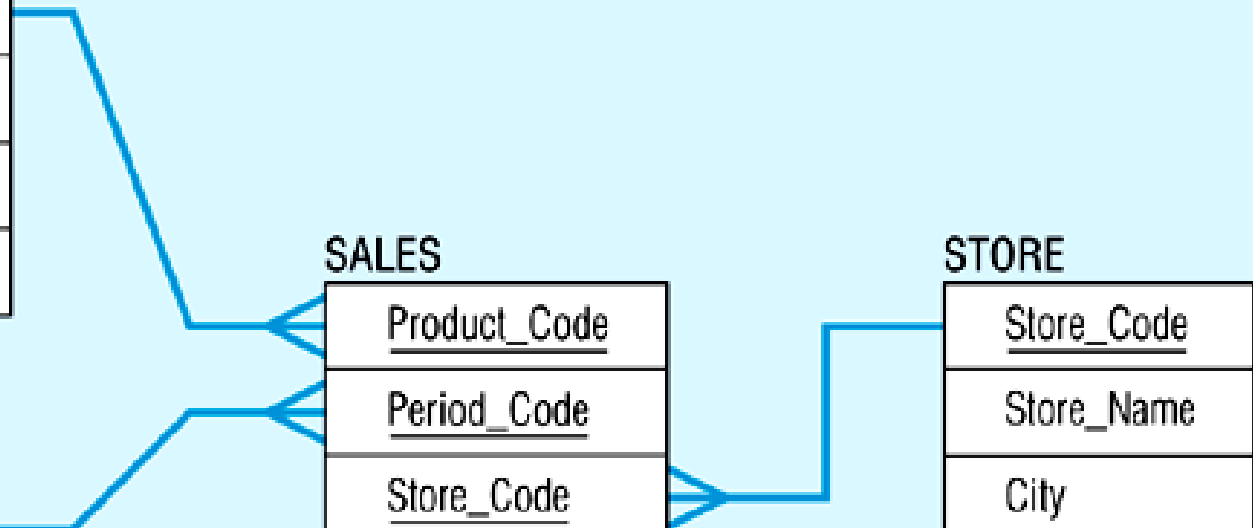 SALES
Product_Code
Period_Code
Store_Code
STORE
Store_Code
Store_Name
City